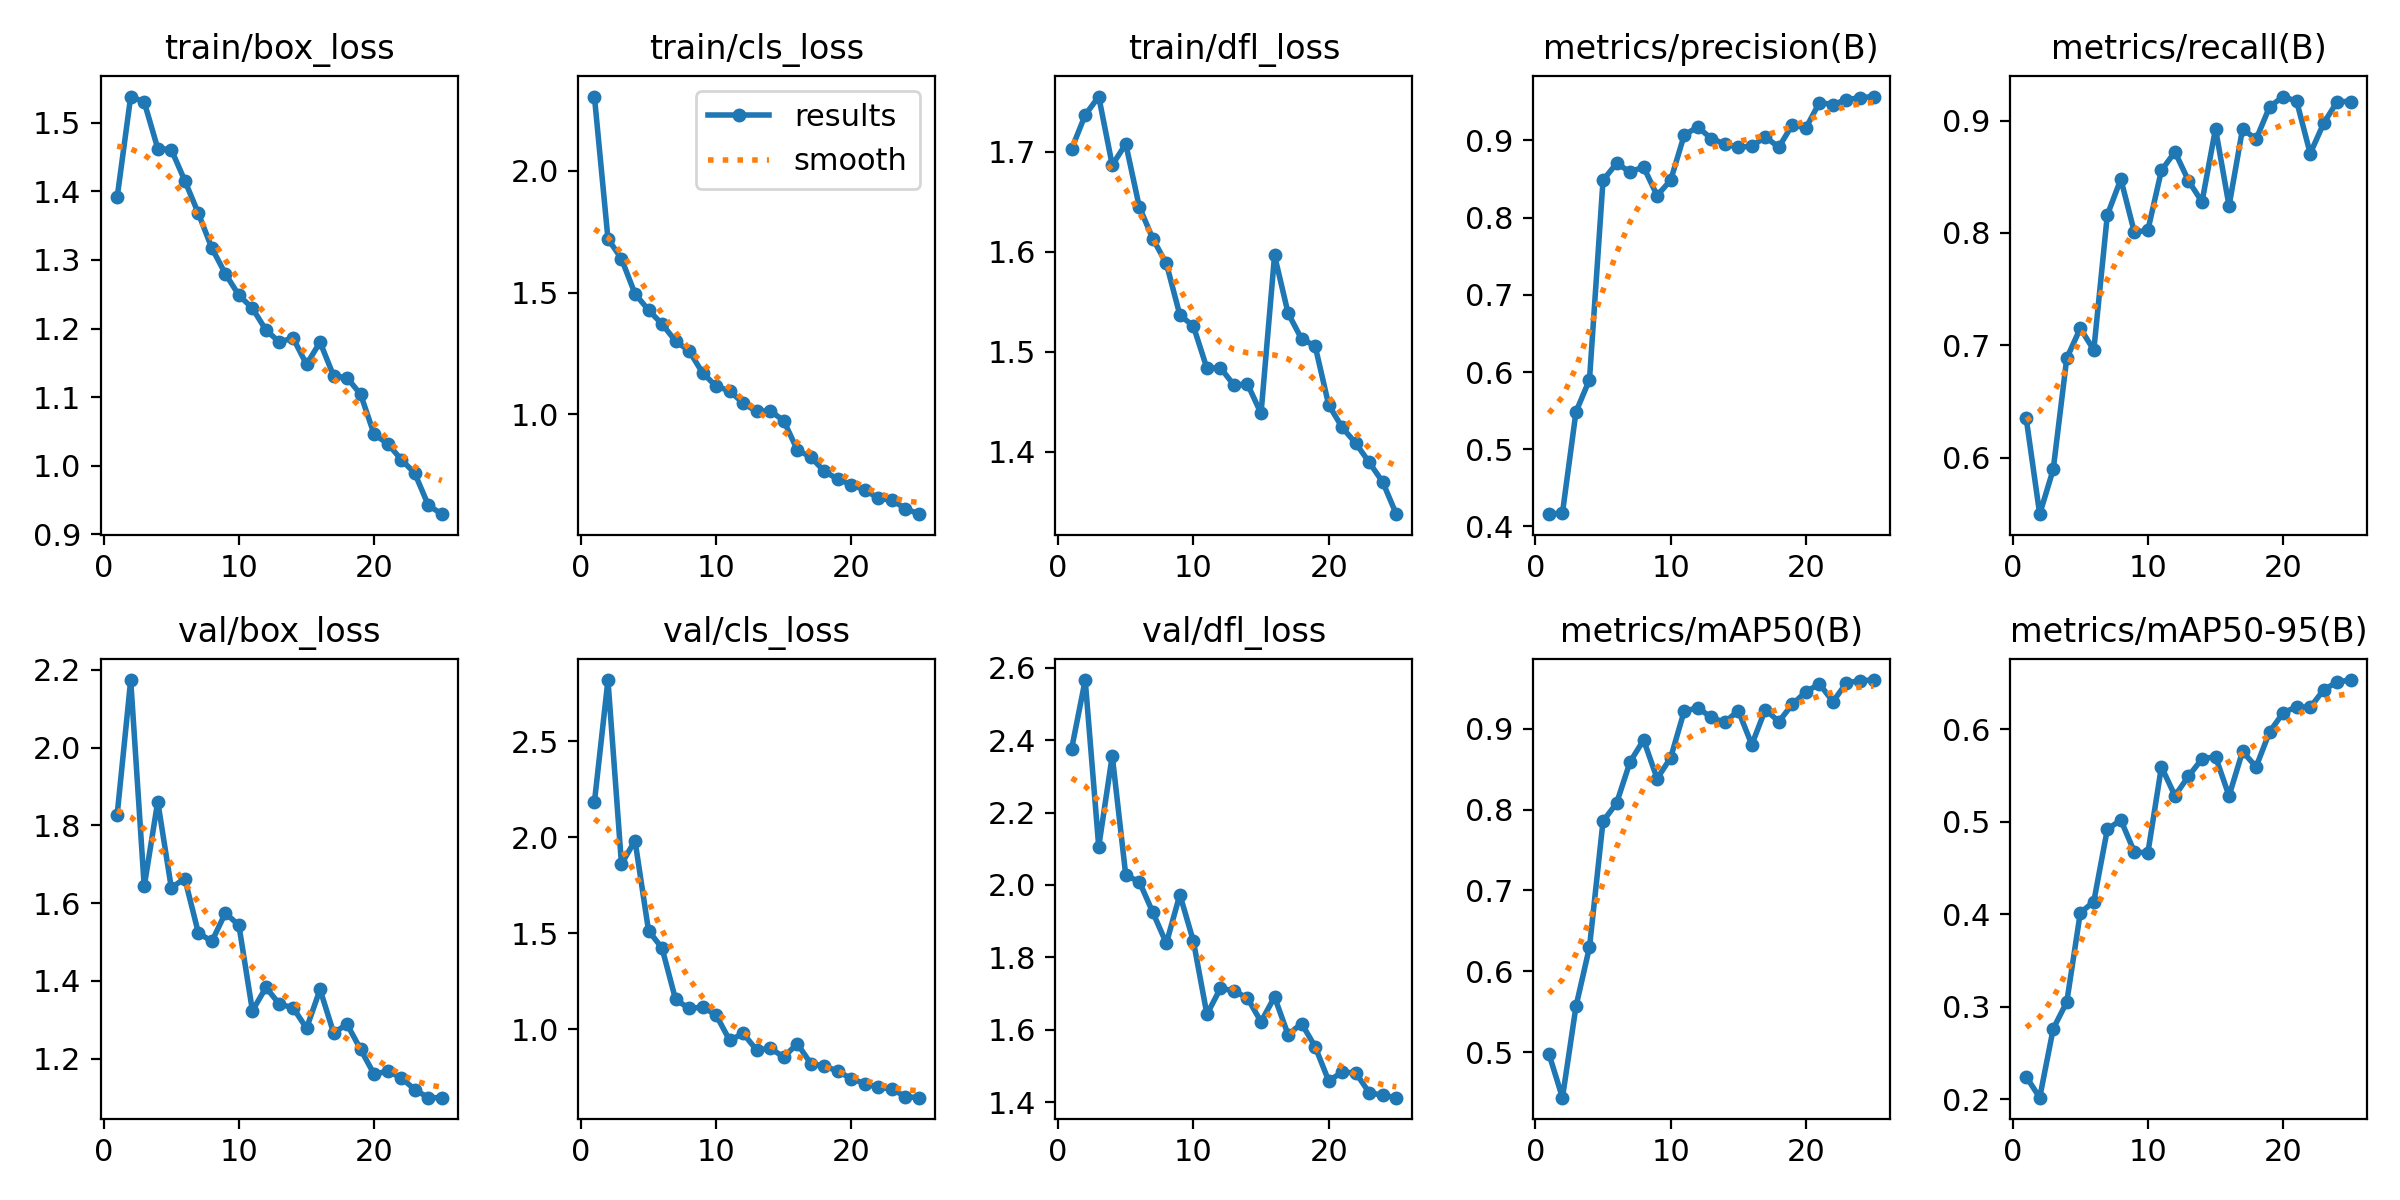 train/box_loss
1.5
1.4
1.3
1.2
1.1
1.0
0.9
0 10 20
train/cls_loss
results
smooth
2.0
1.5
1.0
0 10 20
train/dfl_loss
1.7
1.6
1.5
1.4
0 10 20
metrics/precision(B)
0.9
0.8
0.7
0.6
0.5
0.4
0 10 20
metrics/recall(B)
0.9
0.8
0.7
0.6
0 10 20
val/box_loss
2.2
2.0
1.8
1.6
1.4
1.2
0 10 20
val/cls_loss
2.5
2.0
1.5
1.0
0 10 20
val/dfl_loss
2.6
2.4
2.2
2.0
1.8
1.6
1.4
0 10 20
metrics/mAP50(B)
0.9
0.8
0.7
0.6
0.5
0 10 20
metrics/mAP50-95(B)
0.6
0.5
0.4
0.3
0.2
0 10 20